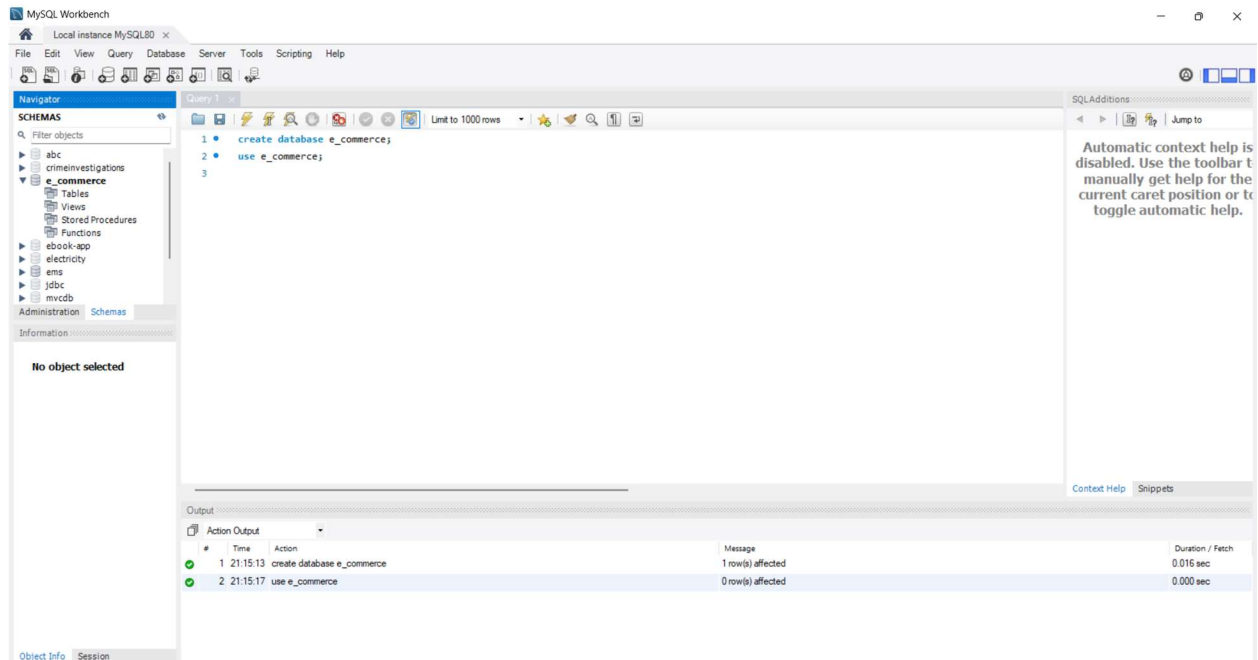 MySQL Workbench
Local instance MySQL80
File Edit View Query Database Server Tools Scripting Help
Navigator
SCHEMAS
Filter objects
abc
crimeinvestigations
e_commerce
Tables
Views
Stored Procedures
Functions
ebook-app
electricity
ems
jdbc
mvcdb
Administration Schemas
Information
No object selected
Object Info Session
Query 1
Limit to 1000 rows
1 create database e_commerce;
2 use e_commerce;
3
SQLAdditions
Jump to
Automatic context help is
disabled. Use the toolbar t
manually get help for the
current caret position or to
toggle automatic help.
Context Help Snippets
Output
Action Output
# Time Action Message Duration / Fetch
1 21:15:13 create database e_commerce 1 row(s) affected 0.016 sec
2 21:15:17 use e_commerce 0 row(s) affected 0.000 sec